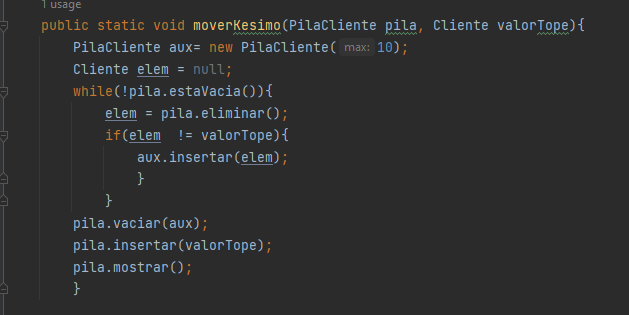 1 usage
public static void moverKesimo(PilaCliente pila, Cliente valorTope){
PilaCliente aux= new PilaCliente( max: 10);
Cliente elem = null;
while(!pila.estaVacia()){
elem = pila.eliminar();
if(elem  != valorTope){
aux.insertar(elem);
}
}
pila.vaciar(aux);
pila.insertar(valorTope);
pila.mostrar();
}